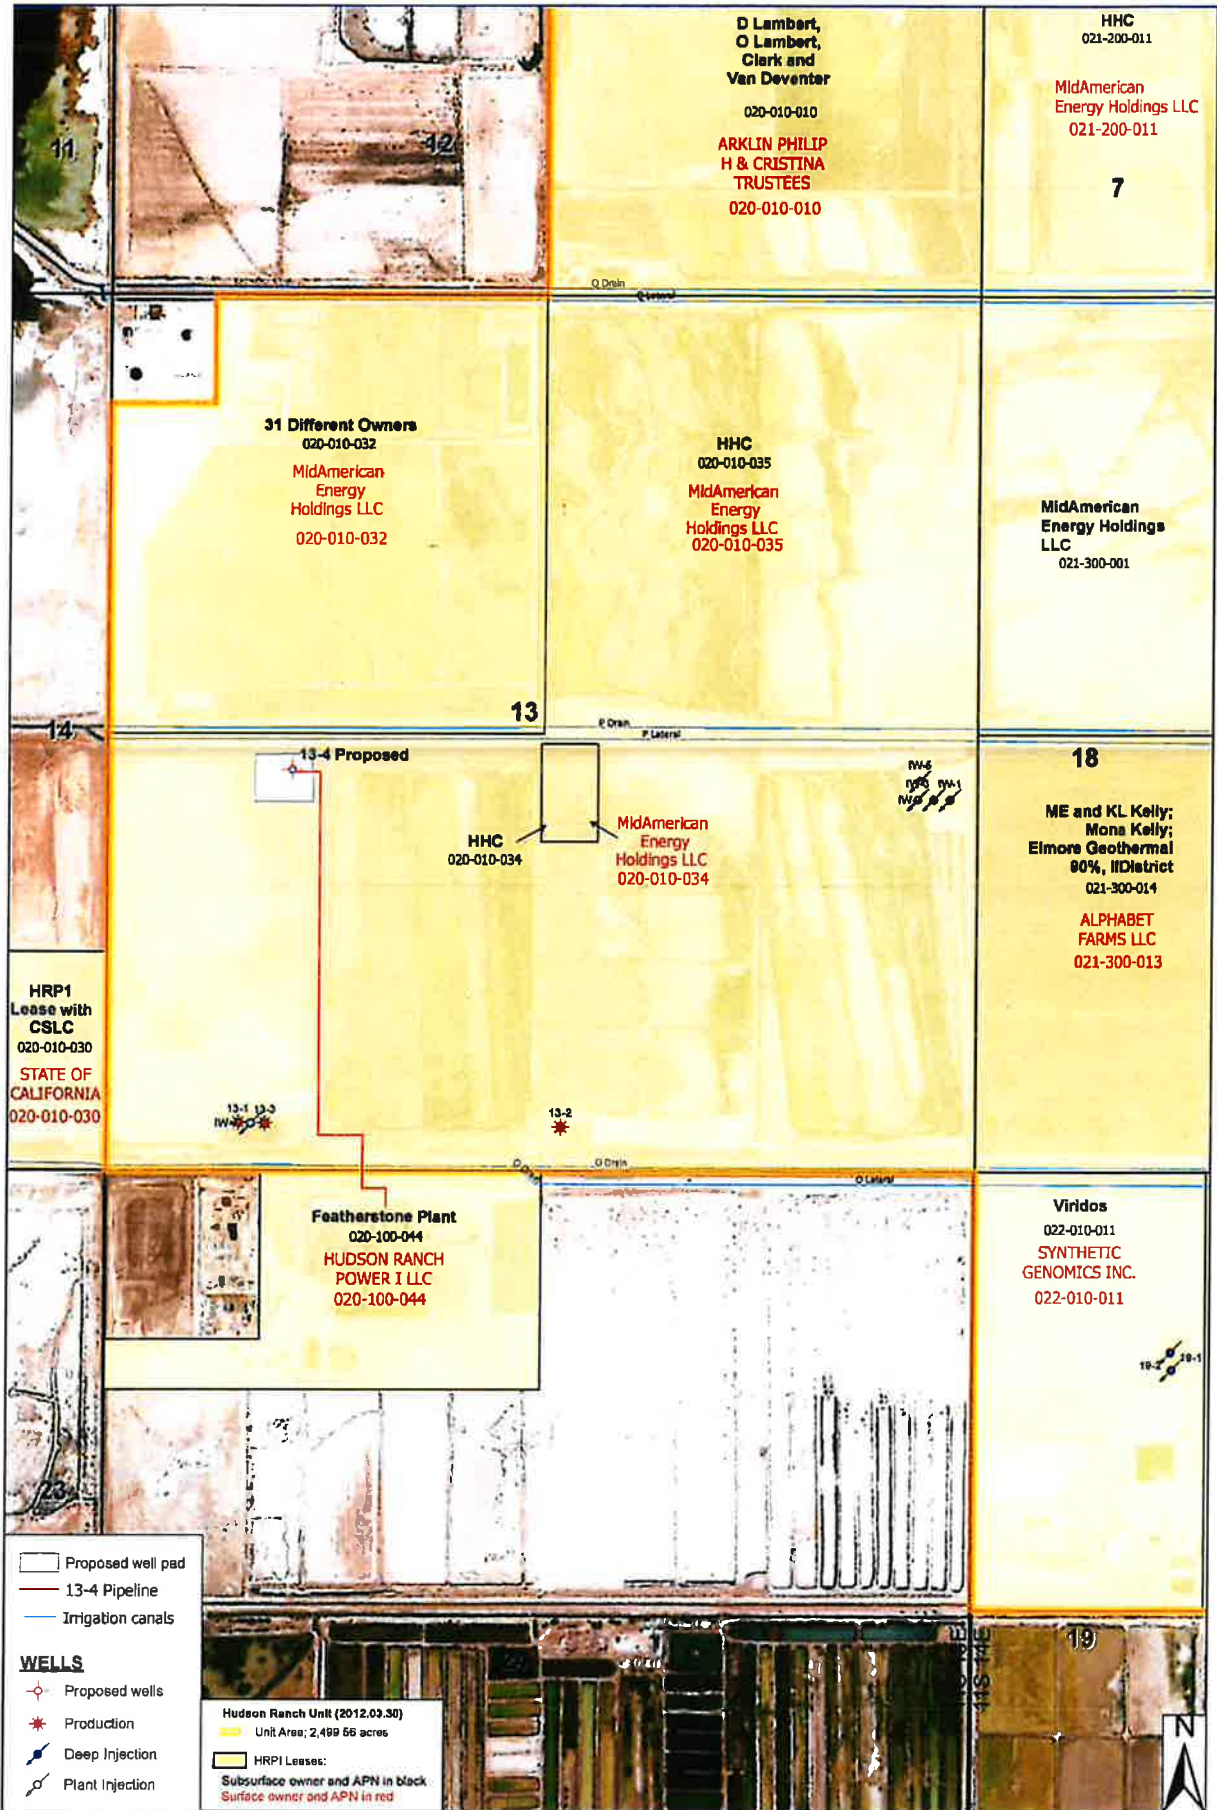 D Lambert,
O Lambert,
Clark and
Van Deventer
020-010-010
ARKLIN PHILIP
H & CRISTINA
TRUSTEES
020-010-010
HHC
021-200-011
MidAmerican
Energy Holdings LLC
021-200-011
7
11
12
Q Drain
Q Lateral
31 Different Owners
020-010-032
MidAmerican
Energy
Holdings LLC
020-010-032
HHC
020-010-035
MidAmerican
Energy
Holdings LLC
020-010-035
MidAmerican
Energy Holdings
LLC
021-300-001
13
14
P Drain
P Lateral
13-4 Proposed
HHC
020-010-034
MidAmerican
Energy
Holdings LLC
020-010-034
IW-1
18
ME and KL Kelly;
Mona Kelly;
Elmore Geothermal
90%, IIDistrict
021-300-014
ALPHABET
FARMS LLC
021-300-013
HRP1
Lease with
CSLC
020-010-030
STATE OF
CALIFORNIA
020-010-030
13-1 13-3
13-2
O Drain
O Lateral
Featherstone Plant
020-100-044
HUDSON RANCH
POWER I LLC
020-100-044
Viridos
022-010-011
SYNTHETIC
GENOMICS INC.
022-010-011
19-2
19-1
23
19
Proposed well pad
13-4 Pipeline
Irrigation canals
WELLS
Proposed wells
Production
Deep Injection
Plant Injection
Hudson Ranch Unit (2012.03.30)
Unit Area; 2,499.56 acres
HRPI Leases:
Subsurface owner and APN in black
Surface owner and APN in red
N